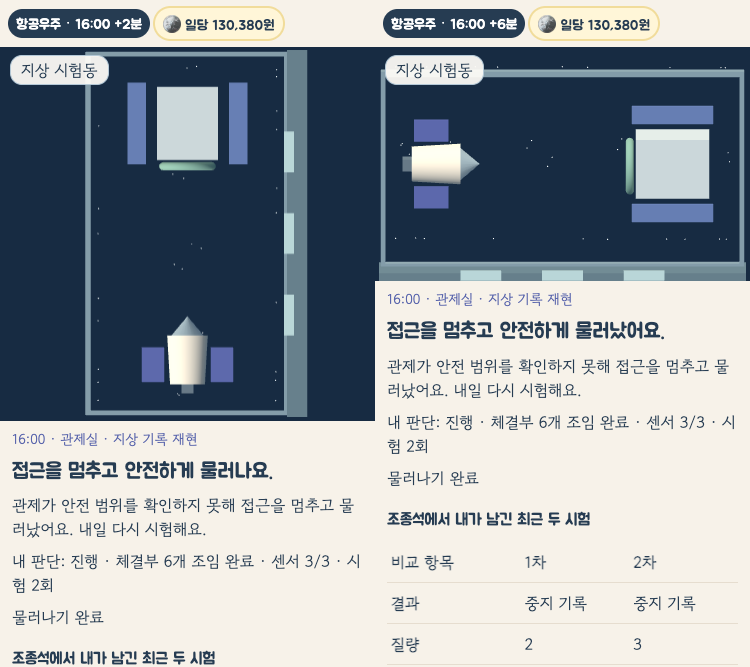 항공우주 · 16:00 +2분
일당 130,380원
지상 시험동
16:00 · 관제실 · 지상 기록 재현
접근을 멈추고 안전하게 물러나요.
관제가 안전 범위를 확인하지 못해 접근을 멈추고 물
러났어요. 내일 다시 시험해요.
내 판단: 진행 · 체결부 6개 조임 완료 · 센서 3/3 · 시
험 2회
물러나기 완료
조종석에서 내가 남긴 최근 두 시험
항공우주 · 16:00 +6분
일당 130,380원
지상 시험동
16:00 · 관제실 · 지상 기록 재현
접근을 멈추고 안전하게 물러났어요.
관제가 안전 범위를 확인하지 못해 접근을 멈추고 물
러났어요. 내일 다시 시험해요.
내 판단: 진행 · 체결부 6개 조임 완료 · 센서 3/3 · 시
험 2회
물러나기 완료
조종석에서 내가 남긴 최근 두 시험
비교 항목 1차 2차
결과 중지 기록 중지 기록
질량 2 3